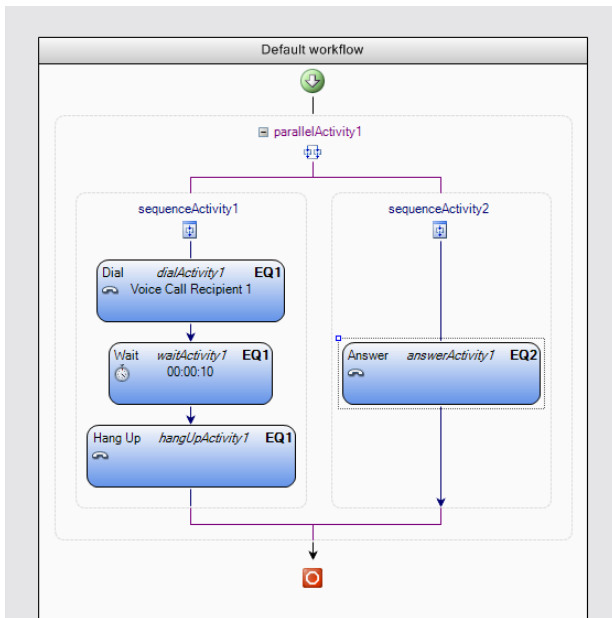 Default workflow
parallelActivity1
sequenceActivity1
sequenceActivity2
Dial dialActivity1 EQ1
Voice Call Recipient 1
Wait waitActivity1 EQ1
00:00:10
Answer answerActivity1 EQ2
Hang Up hangUpActivity1 EQ1